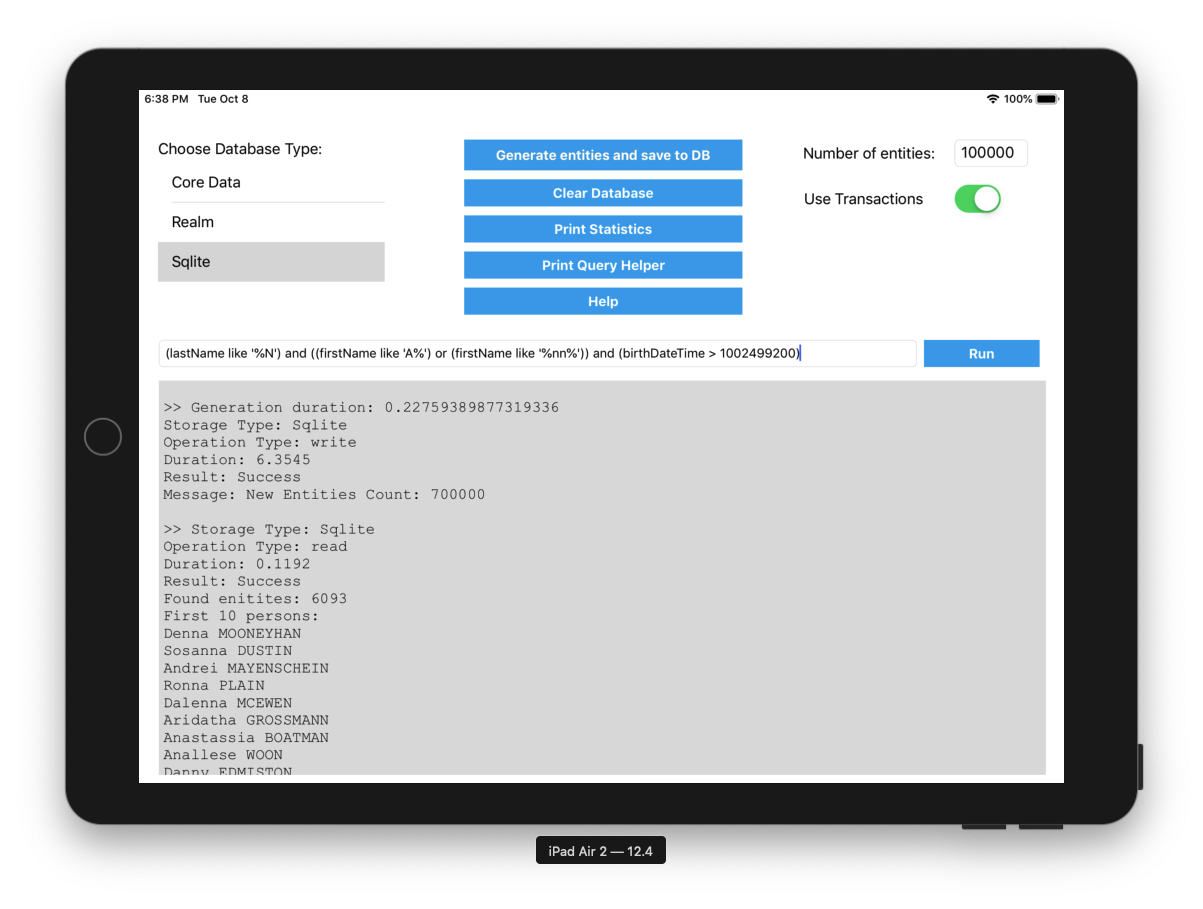 6:38 PM Tue Oct 8 100%
Choose Database Type:
Core Data
Realm
Sqlite
Generate entities and save to DB
Clear Database
Print Statistics
Print Query Helper
Help
Number of entities: 100000
Use Transactions
(lastName like '%N') and ((firstName like 'A%') or (firstName like '%nn%')) and (birthDateTime > 1002499200)
Run
>> Generation duration: 0.22759389877319336
Storage Type: Sqlite
Operation Type: write
Duration: 6.3545
Result: Success
Message: New Entities Count: 700000
>> Storage Type: Sqlite
Operation Type: read
Duration: 0.1192
Result: Success
Found enitites: 6093
First 10 persons:
Denna MOONEYHAN
Sosanna DUSTIN
Andrei MAYENSCHEIN
Ronna PLAIN
Dalenna MCEWEN
Aridatha GROSSMANN
Anastassia BOATMAN
Anallese WOON
Danny EDMISTON
iPad Air 2 — 12.4